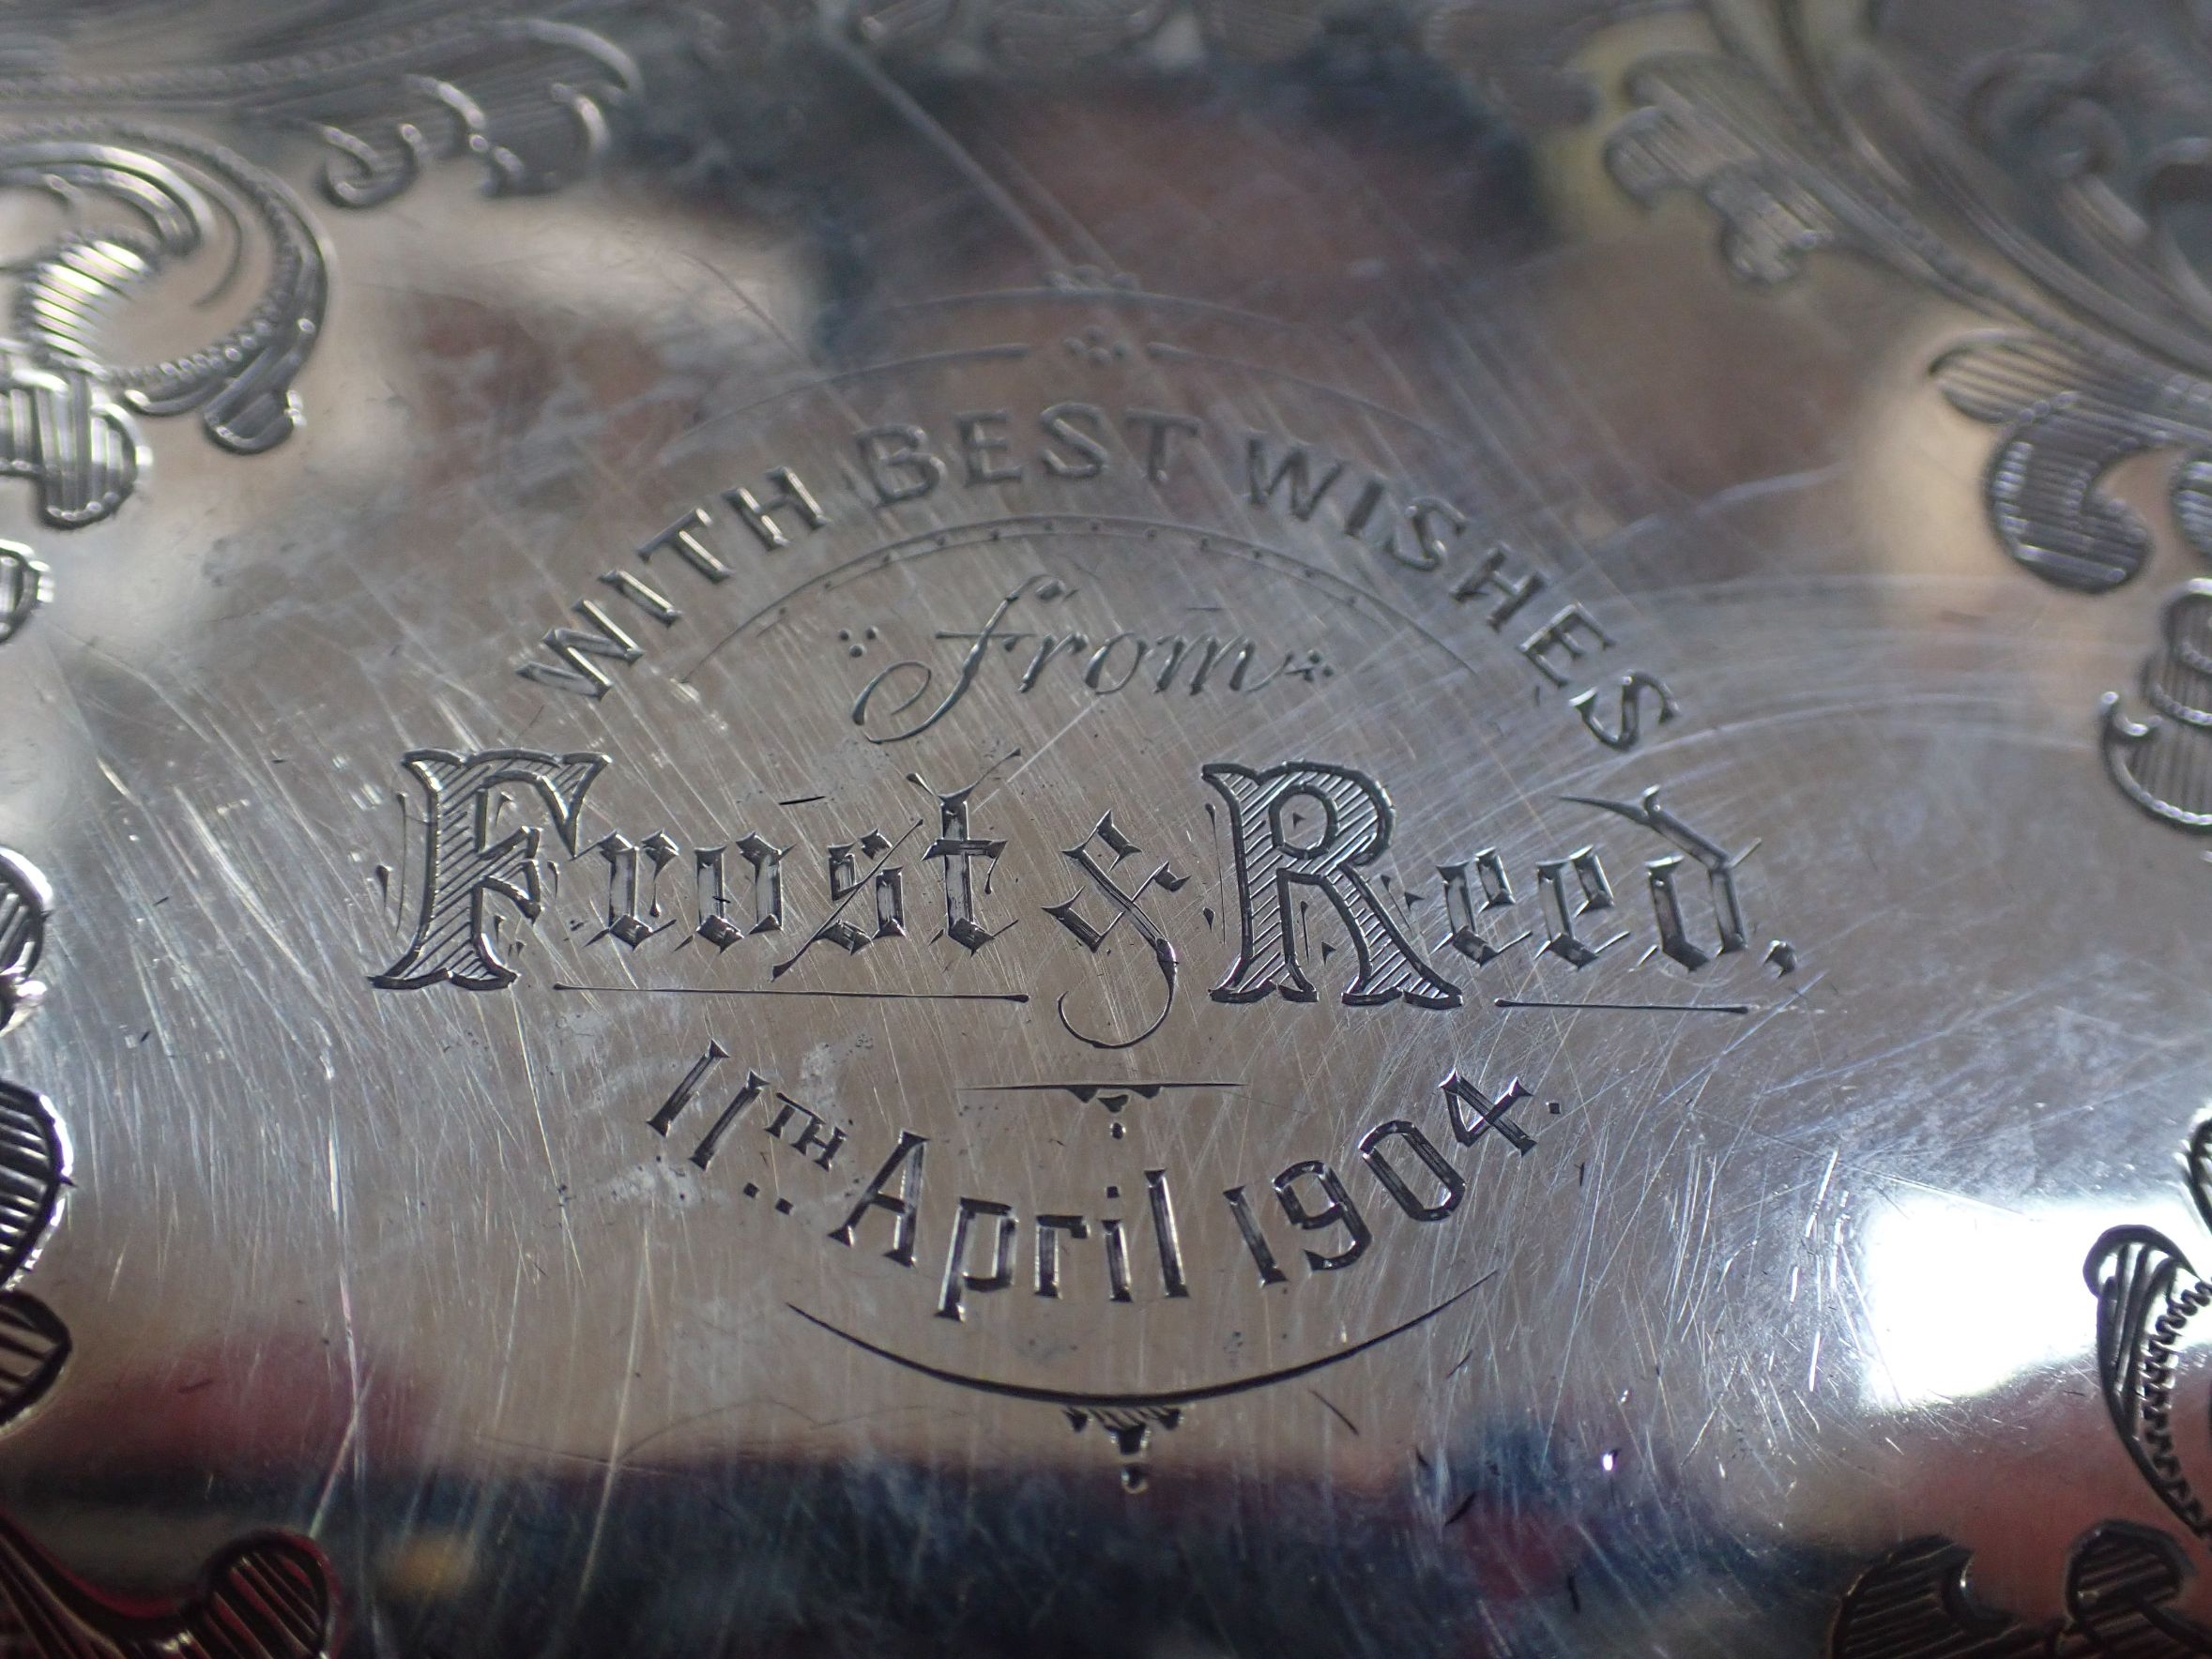 WITH BEST WISHES
from
Frost & Reed,
11TH April 1904.